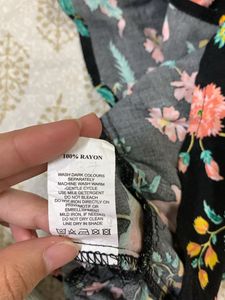 100% RAYON
WASH DARK COLOURS
SEPARATELY
MACHINE WASH WARM
GENTLE CYCLE
USE MILD DETERGENT
DO NOT BLEACH
DO NOT IRON DIRECTLY
ON
MILD IRON, IF NEEDED
DO NOT DRY CLEAN
LINE DRY IN SHADE